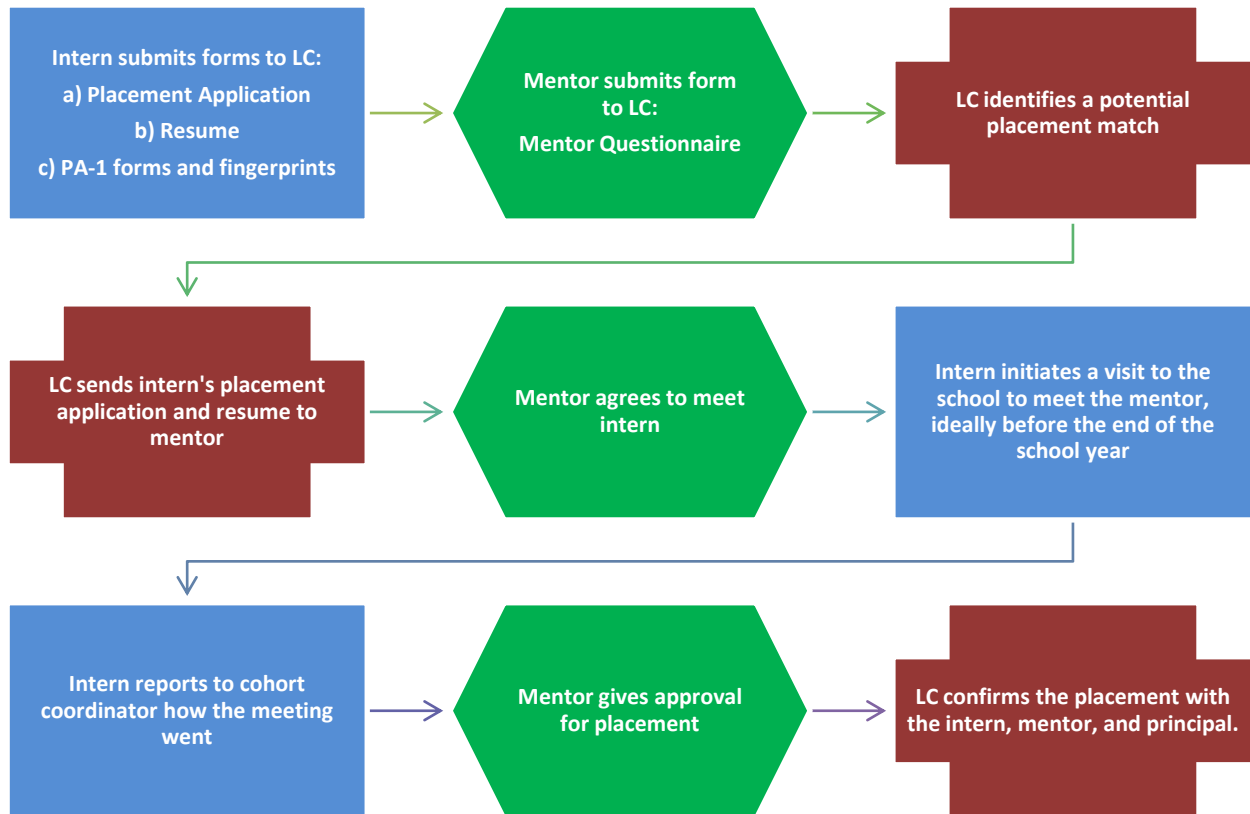 Intern submits forms to LC:
a) Placement Application
b) Resume
c) PA-1 forms and fingerprints
Mentor submits form
to LC:
Mentor Questionnaire
LC identifies a potential
placement match
LC sends intern's placement
application and resume to
mentor
Mentor agrees to meet
intern
Intern initiates a visit to the
school to meet the mentor,
ideally before the end of the
school year
Intern reports to cohort
coordinator how the meeting
went
Mentor gives approval
for placement
LC confirms the placement with
the intern, mentor, and principal.